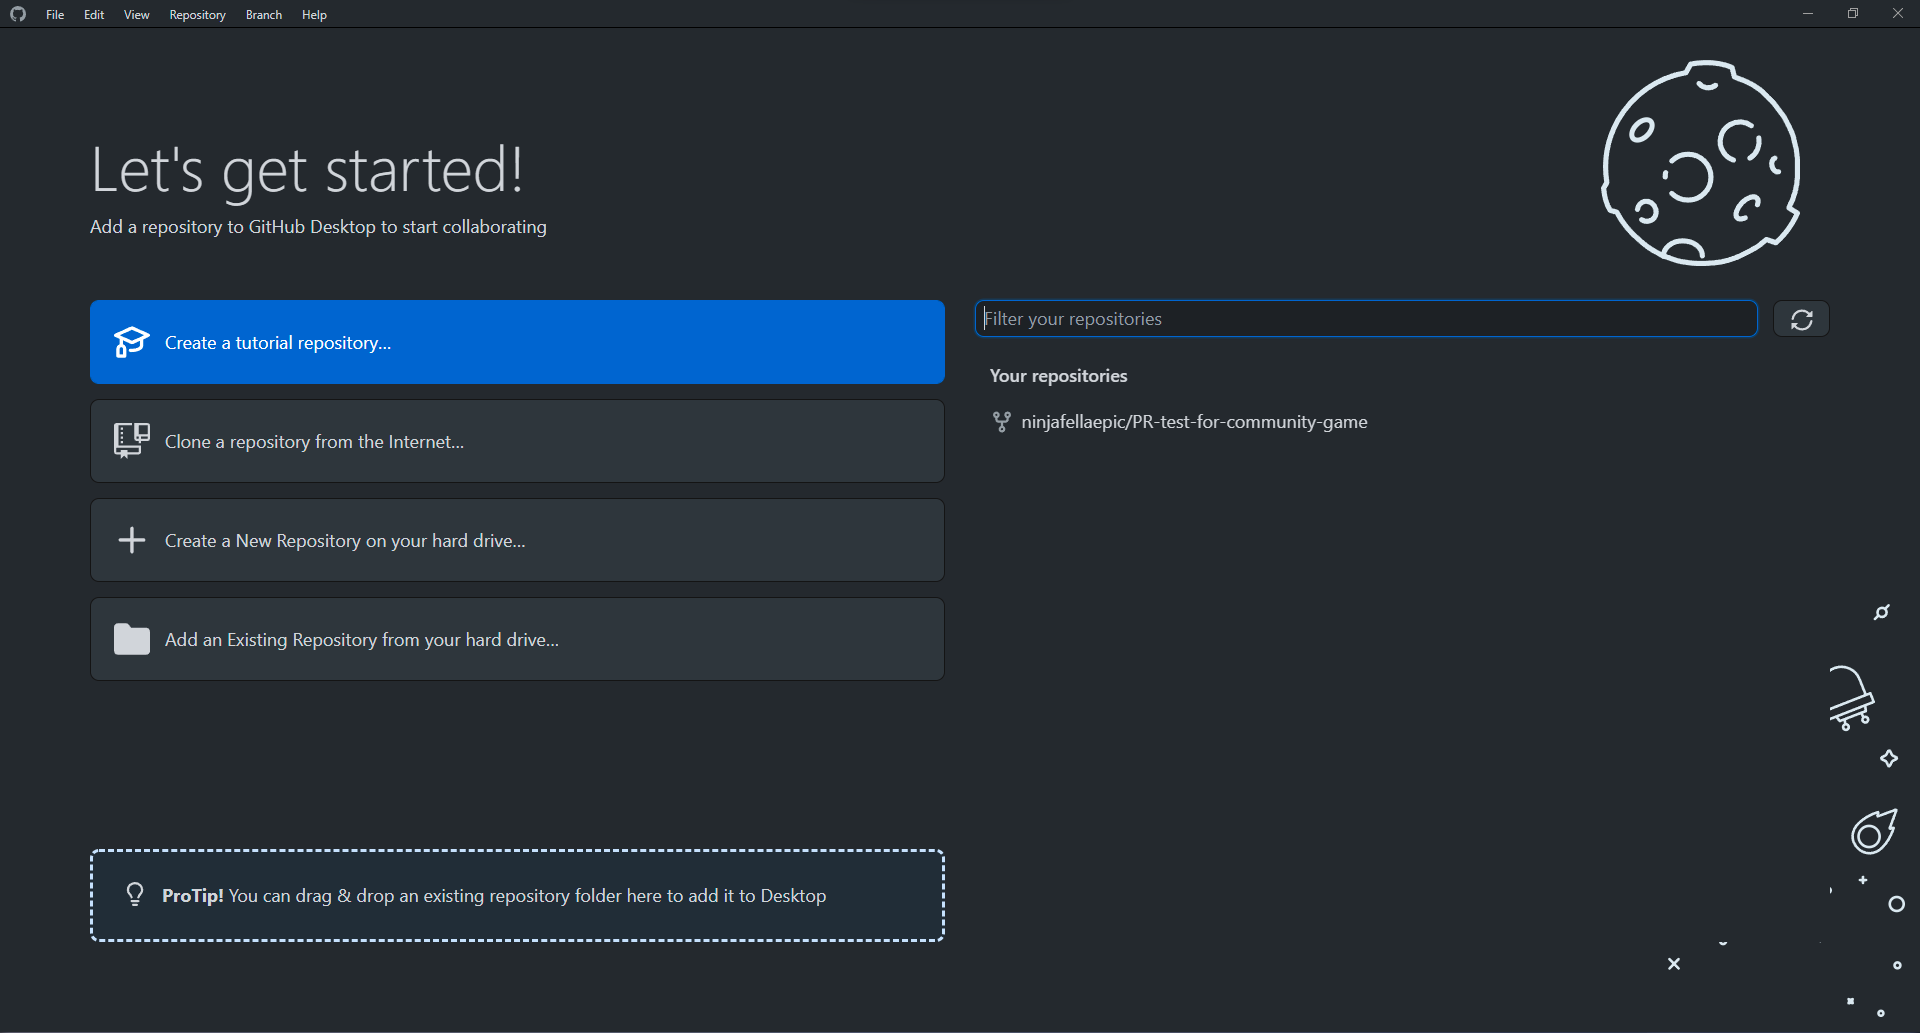 File Edit View Repository Branch Help
Let's get started!
Add a repository to GitHub Desktop to start collaborating
Create a tutorial repository...
Clone a repository from the Internet...
Create a New Repository on your hard drive...
Add an Existing Repository from your hard drive...
ProTip! You can drag & drop an existing repository folder here to add it to Desktop
Filter your repositories
Your repositories
ninjafellaepic/PR-test-for-community-game